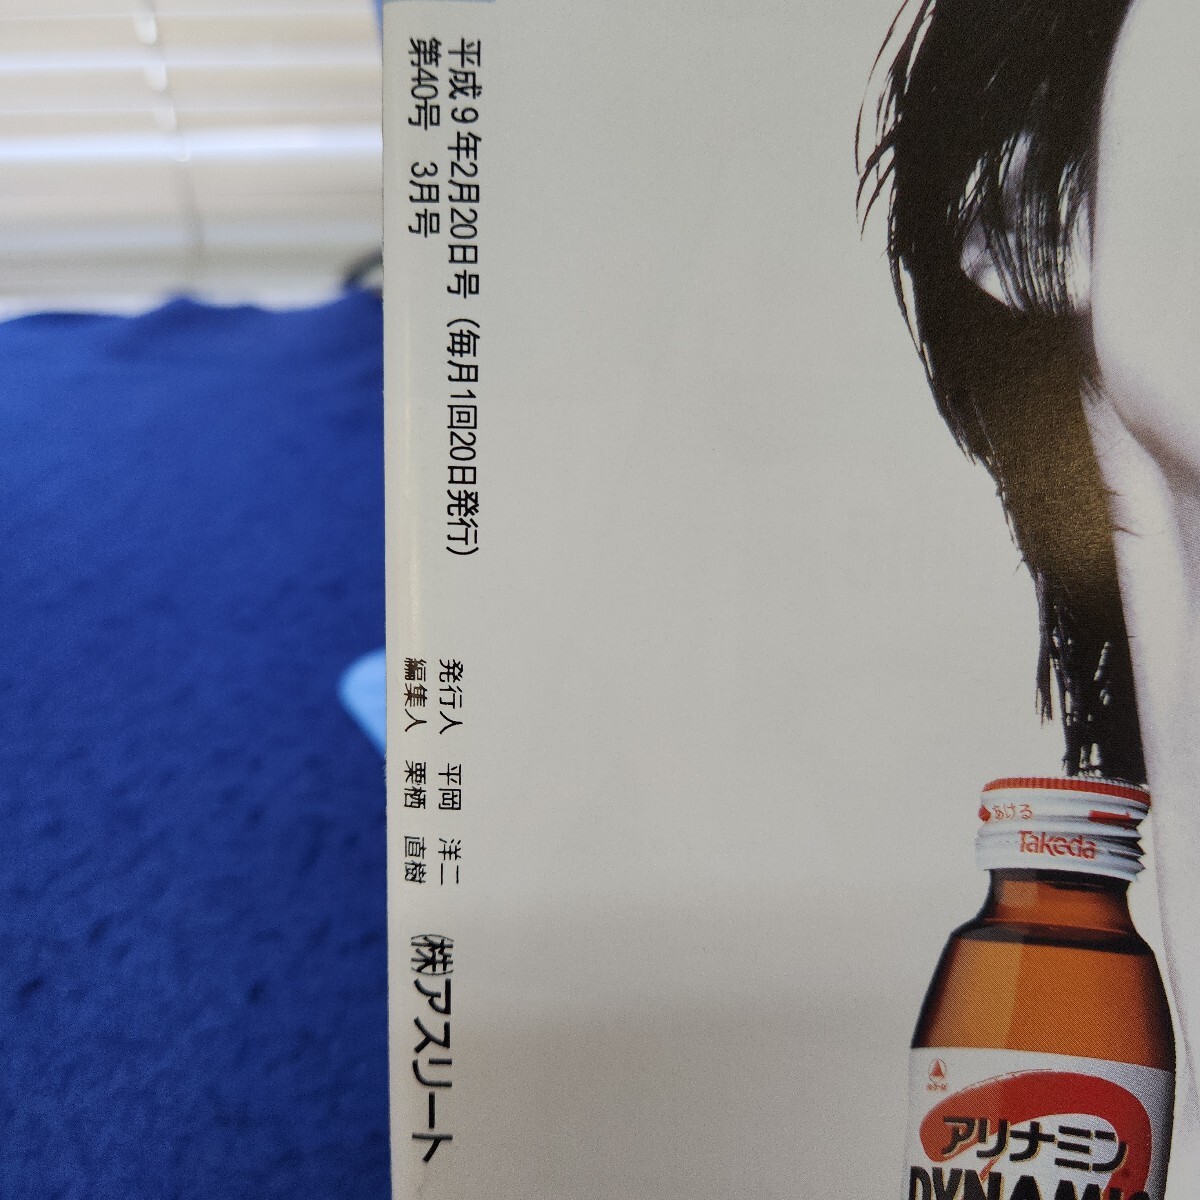 平成9年2月20日号（毎月1回20日発行）
第40号　3月号
発行人　平岡　洋二
編集人　栗栖　直樹
㈱アスリート
あける
Takeda
アリナミン
DYNAMIC